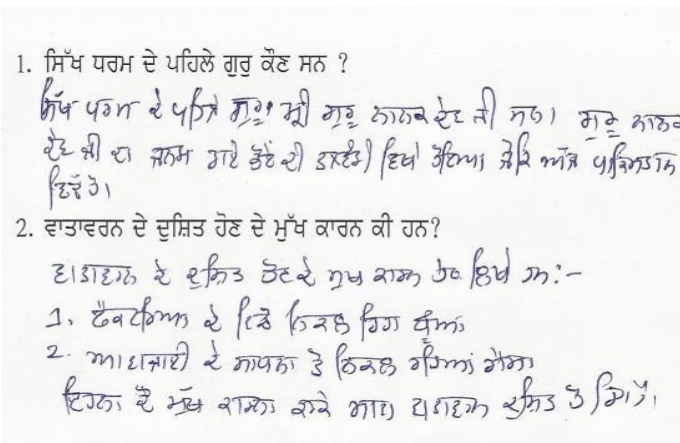 1. ਸਿੱਖ ਧਰਮ ਦੇ ਪਹਿਲੇ ਗੁਰੂ ਕੌਣ ਸਨ ?
ਸਿੱਖ ਧਰਮ ਦੇ ਪਹਿਲੇ ਗੁਰੂ ਸ੍ਰੀ ਗੁਰੂ ਨਾਨਕ ਦੇਵ ਜੀ ਸਨ। ਗੁਰੂ ਨਾਨਕ
ਦੇਵ ਜੀ ਦਾ ਜਨਮ ਰਾਏ ਭੋਏ ਦੀ ਤਲਵੰਡੀ ਵਿਖੇ ਹੋਇਆ ਜੋਕਿ ਅੱਜ ਪਾਕਿਸਤਾਨ
ਵਿੱਚ ਹੈ।
2. ਵਾਤਾਵਰਨ ਦੇ ਦੁਸ਼ਿਤ ਹੋਣ ਦੇ ਮੁੱਖ ਕਾਰਨ ਕੀ ਹਨ?
ਵਾਤਾਵਰਨ ਦੇ ਦੁਸ਼ਿਤ ਹੋਣ ਦੇ ਮੁਖ ਕਾਰਨ ਹੇਠ ਲਿਖੇ ਹਨ:-
1. ਫੈਕਟਰਿਆ ਦੇ ਵਿਚੋਂ ਨਿਕਲ ਰਿਹਾ ਧੂੰਆਂ
2. ਆਵਾਜਾਈ ਦੇ ਸਾਧਨਾ ਤੋ ਨਿਕਲ ਰਹਿਆਂ ਗੈਸਾ
ਇਹਨਾ ਦੋ ਮੁੱਖ ਕਾਰਨਾ ਕਾਰਨ ਸਾਡਾ ਵਾਤਾਵਰਨ ਦੁਸ਼ਿਤ ਹੋ ਰਿਹਾ ਹੈ।